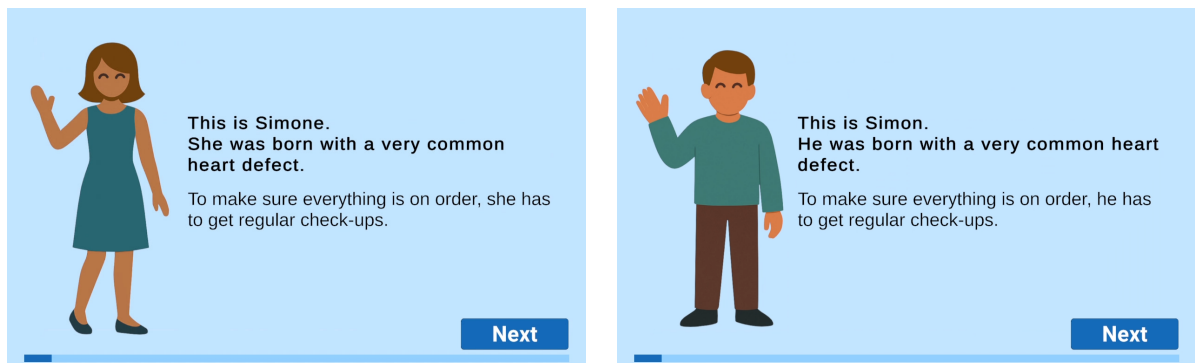 This is Simone.
She was born with a very common
heart defect.
To make sure everything is on order, she has
to get regular check-ups.
Next
This is Simon.
He was born with a very common heart
defect.
To make sure everything is on order, he has
to get regular check-ups.
Next